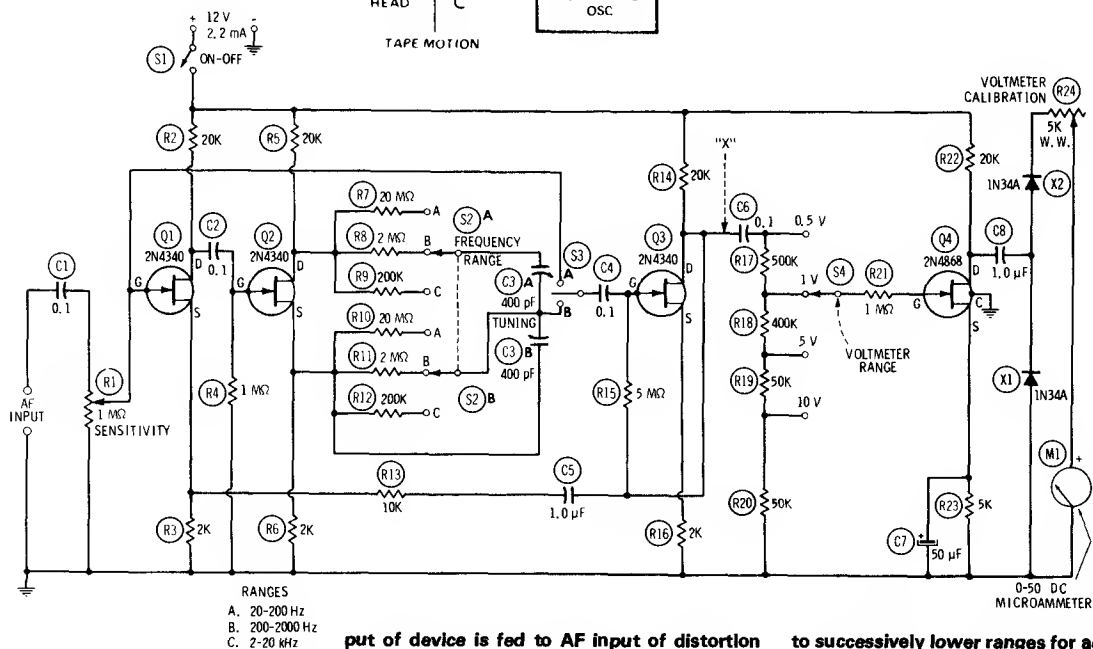 HEAD
C
OSC
TAPE MOTION
+ 12 V -
2.2 mA
S1
ON-OFF
VOLTMETER
CALIBRATION
R24
5K
W. W.
R2
20K
R5
20K
R14
20K
"X"
R22
20K
1N34A
X2
R7
20 MΩ
A
S2 A
R8
2 MΩ
B
FREQUENCY
RANGE
R9
200K
C
S3
A
B
C3
A
400 pF
TUNING
C3
B
400 pF
R10
20 MΩ
A
R11
2 MΩ
B
R12
200K
C
S2 B
C1
0.1
Q1
2N4340
G
D
S
C2
0.1
Q2
2N4340
G
D
S
C4
0.1
Q3
2N4340
G
D
S
C6
0.1
0.5 V
R17
500K
1 V
S4
R21
1 MΩ
R18
400K
5 V
VOLTMETER
RANGE
R19
50K
10 V
R20
50K
Q4
2N4868
G
D
C
S
C8
1.0 μF
X1
1N34A
AF
INPUT
R1
1 MΩ
SENSITIVITY
R4
1 MΩ
R15
5 MΩ
R13
10K
C5
1.0 μF
R3
2K
R6
2K
R16
2K
C7
+
50 μF
R23
5K
M1
+
0-50 DC
MICROAMMETER
RANGES
A. 20-200 Hz
B. 200-2000 Hz
C. 2-20 kHz
put of device is fed to AF input of distortion
to successively lower ranges for